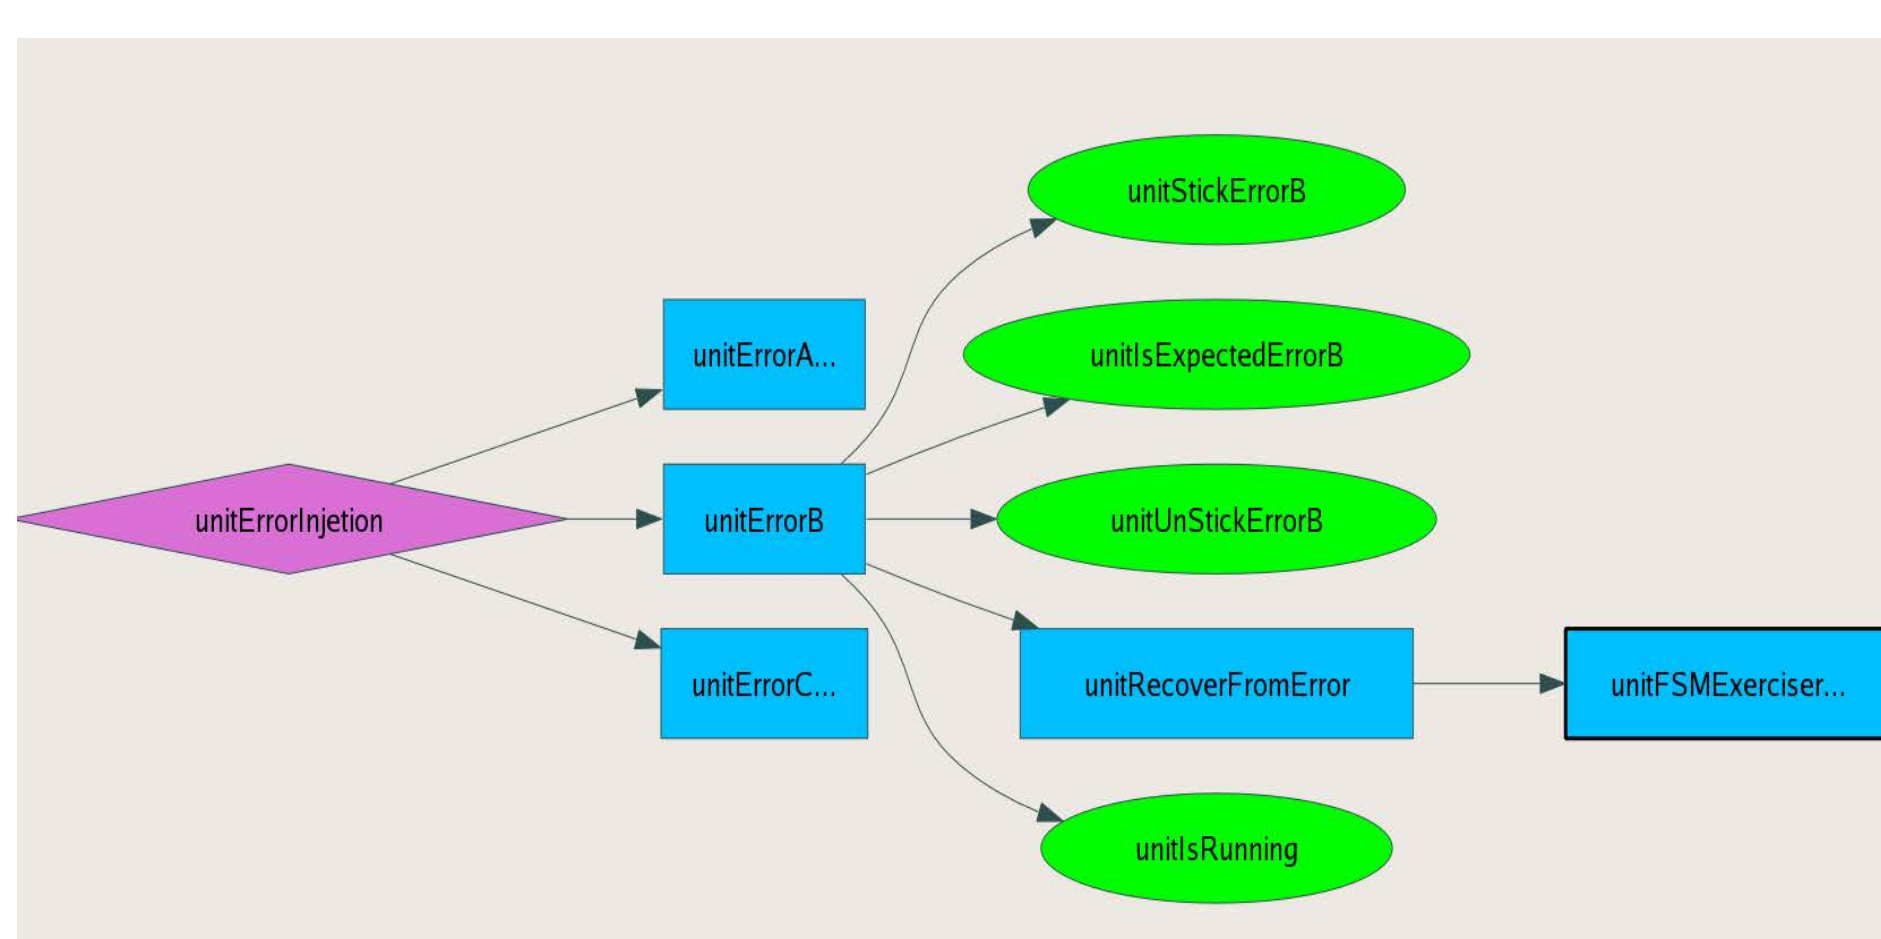 unitStickErrorB
unitErrorA...
unitIsExpectedErrorB
unitErrorInjetion
unitErrorB
unitUnStickErrorB
unitErrorC...
unitRecoverFromError
unitFSMExerciser...
unitIsRunning